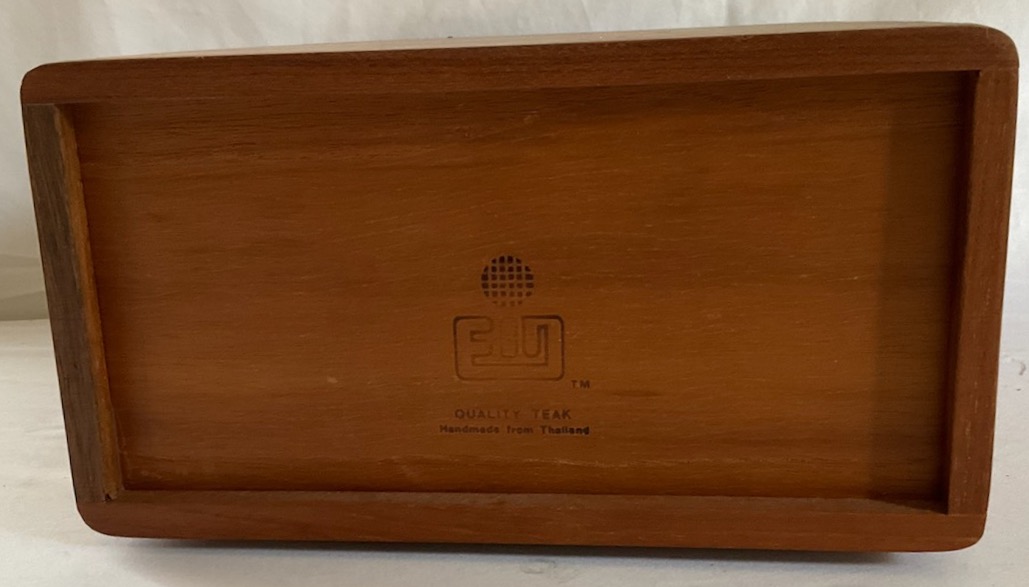 TM
QUALITY TEAK
Handmade from Thailand